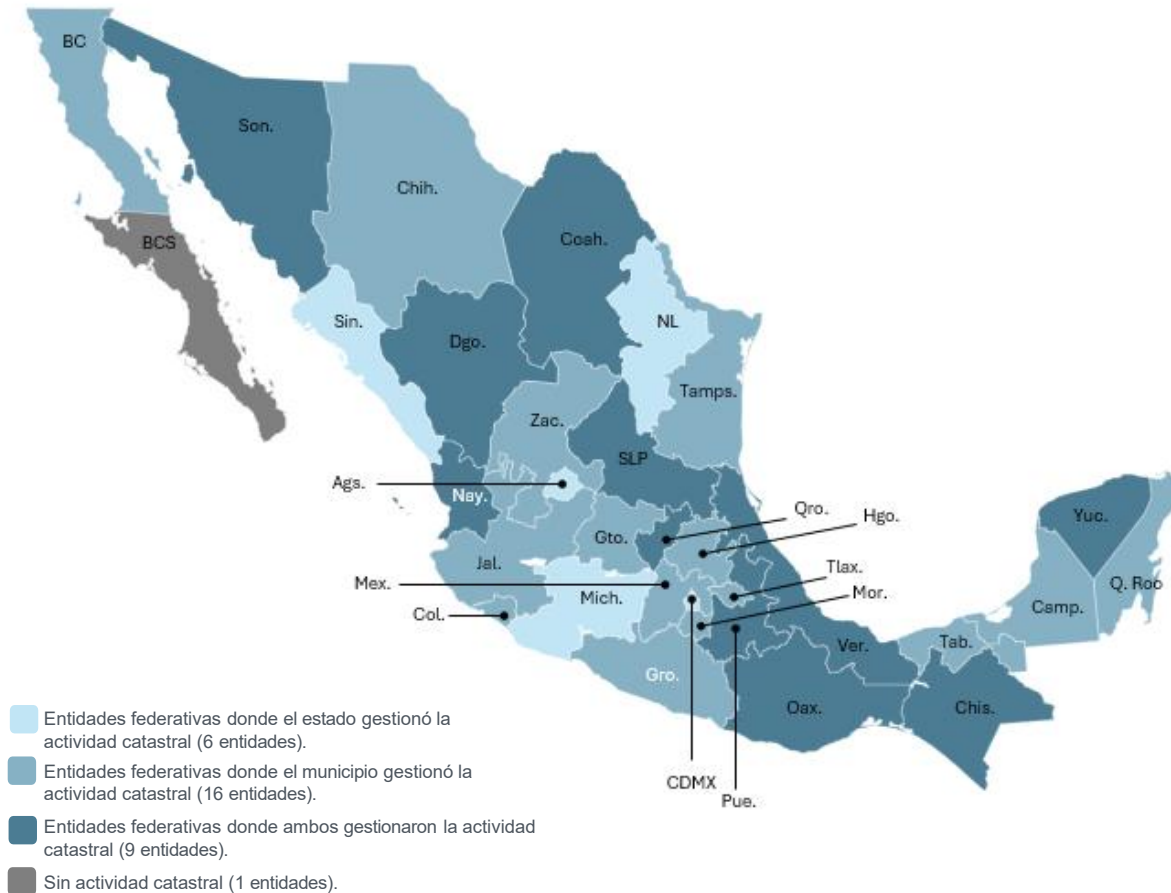 BC
Son.
Chih.
Coah.
BCS
Sin.
NL
Dgo.
Tamps.
Zac.
SLP
Ags.
Nay.
Qro.
Hgo.
Yuc.
Gto.
Jal.
Tlax.
Q. Roo
Mex.
Mor.
Mich.
Camp.
Col.
Ver.
Tab.
Gro.
Oax.
Chis.
CDMX
Pue.
Entidades federativas donde el estado gestionó la
actividad catastral (6 entidades).
Entidades federativas donde el municipio gestionó la
actividad catastral (16 entidades).
Entidades federativas donde ambos gestionaron la actividad
catastral (9 entidades).
Sin actividad catastral (1 entidades).